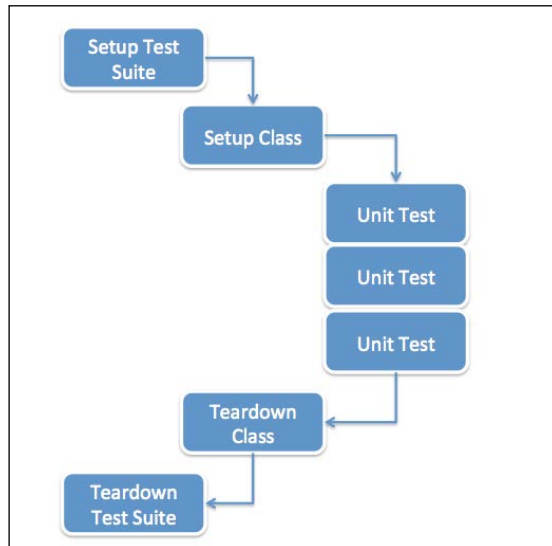 Setup Test
Suite
Setup Class
Unit Test
Unit Test
Unit Test
Teardown
Class
Teardown
Test Suite